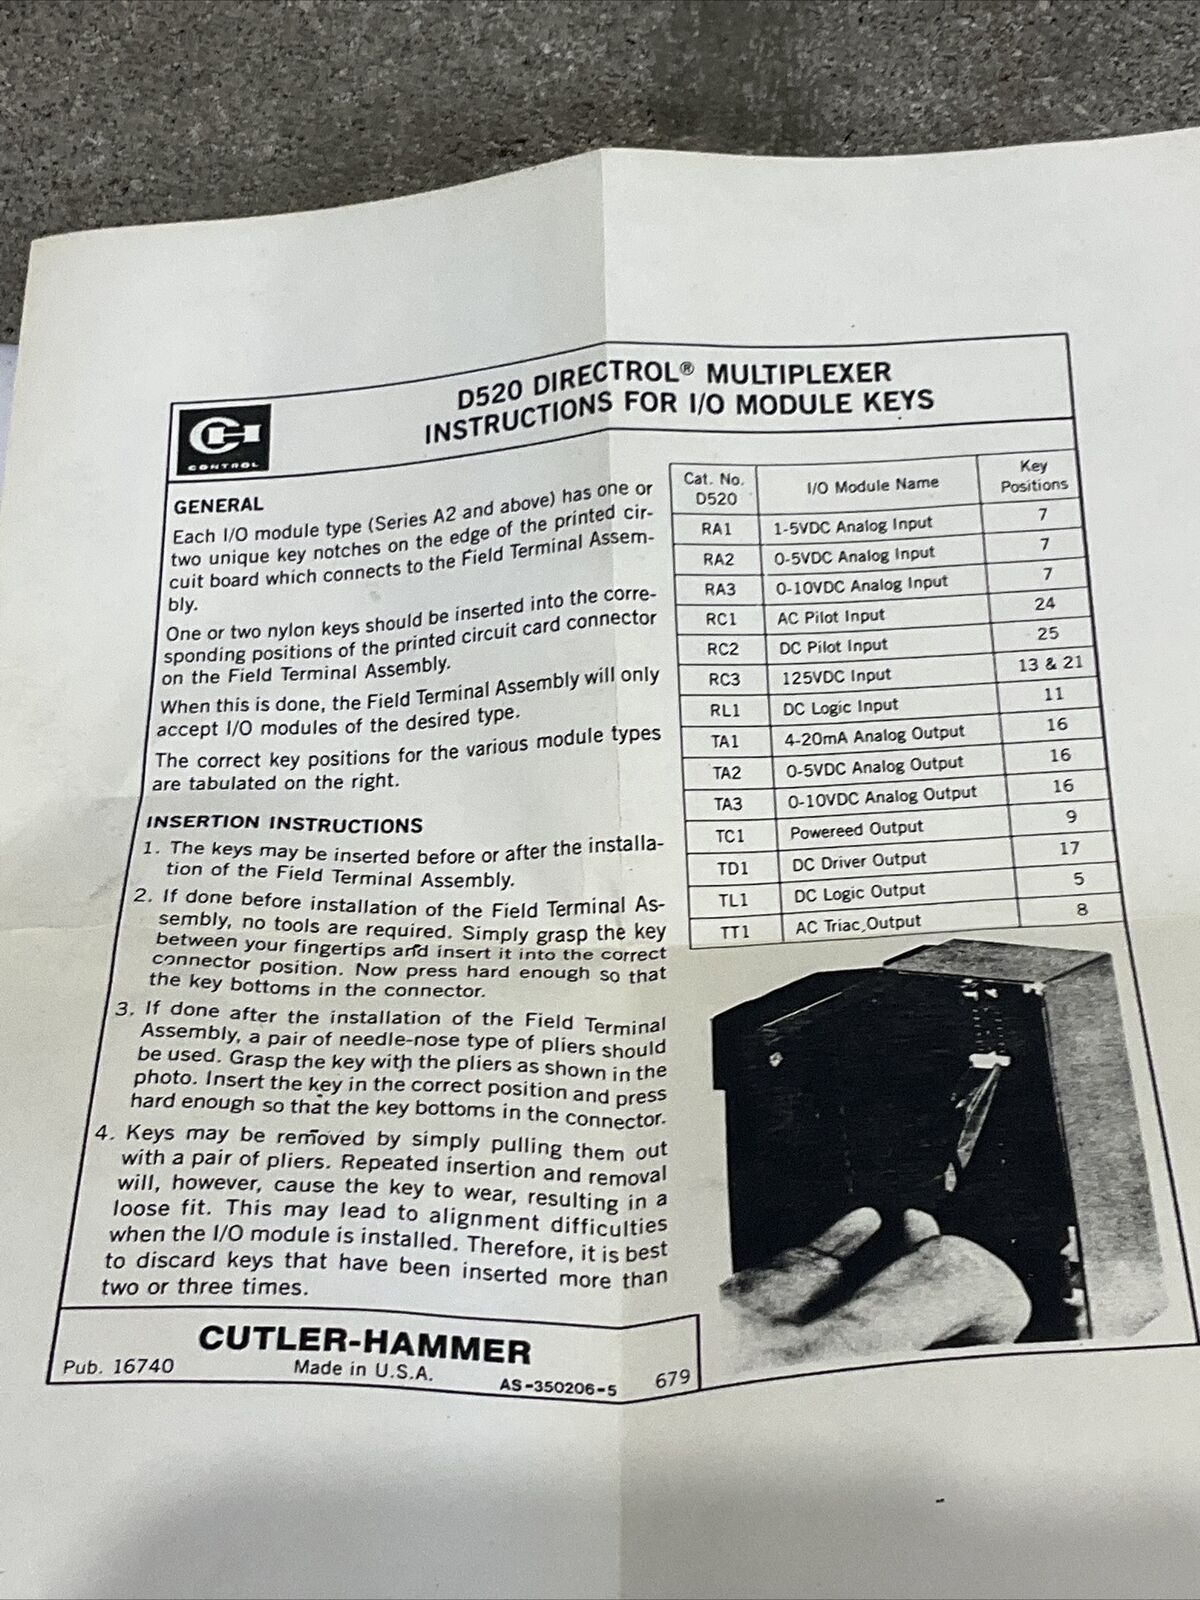 D520 DIRECTROL® MULTIPLEXER
INSTRUCTIONS FOR I/O MODULE KEYS
CH
CONTROL
GENERAL
Each I/O module type (Series A2 and above) has one or
two unique key notches on the edge of the printed cir-
cuit board which connects to the Field Terminal Assem-
bly.
One or two nylon keys should be inserted into the corre-
sponding positions of the printed circuit card connector
on the Field Terminal Assembly.
When this is done, the Field Terminal Assembly will only
accept I/O modules of the desired type.
The correct key positions for the various module types
are tabulated on the right.
INSERTION INSTRUCTIONS
1. The keys may be inserted before or after the installa-
tion of the Field Terminal Assembly.
2. If done before installation of the Field Terminal As-
sembly, no tools are required. Simply grasp the key
between your fingertips and insert it into the correct
connector position. Now press hard enough so that
the key bottoms in the connector.
3. If done after the installation of the Field Terminal
Assembly, a pair of needle-nose type of pliers should
be used. Grasp the key with the pliers as shown in the
photo. Insert the key in the correct position and press
hard enough so that the key bottoms in the connector.
4. Keys may be removed by simply pulling them out
with a pair of pliers. Repeated insertion and removal
will, however, cause the key to wear, resulting in a
loose fit. This may lead to alignment difficulties
when the I/O module is installed. Therefore, it is best
to discard keys that have been inserted more than
two or three times.
Cat. No. D520 I/O Module Name Key Positions
RA1 1-5VDC Analog Input 7
RA2 0-5VDC Analog Input 7
RA3 0-10VDC Analog Input 7
RC1 AC Pilot Input 24
RC2 DC Pilot Input 25
RC3 125VDC Input 13 & 21
RL1 DC Logic Input 11
TA1 4-20mA Analog Output 16
TA2 0-5VDC Analog Output 16
TA3 0-10VDC Analog Output 16
TC1 Powereed Output 9
TD1 DC Driver Output 17
TL1 DC Logic Output 5
TT1 AC Triac Output 8
CUTLER-HAMMER
Pub. 16740 Made in U.S.A. AS-350206-5 679